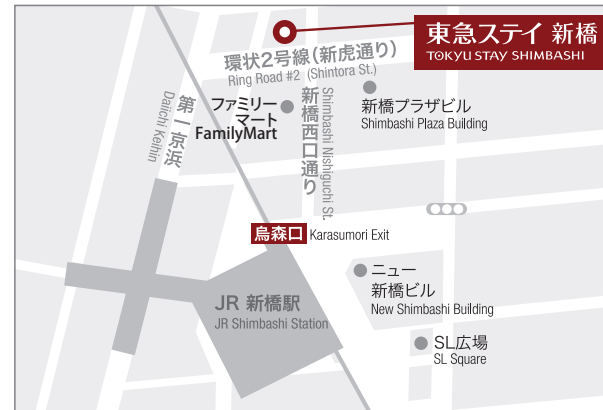 東急ステイ 新橋
TOKYU STAY SHIMBASHI
環状2号線(新虎通り)
Ring Road #2 (Shintora St.)
第一京浜
Daiichi Keihin
ファミリー
マート
FamilyMart
新橋西口通り
Shimbashi Nishiguchi St.
新橋プラザビル
Shimbashi Plaza Building
烏森口 Karasumori Exit
ニュー
新橋ビル
New Shimbashi Building
JR 新橋駅
JR Shimbashi Station
SL広場
SL Square